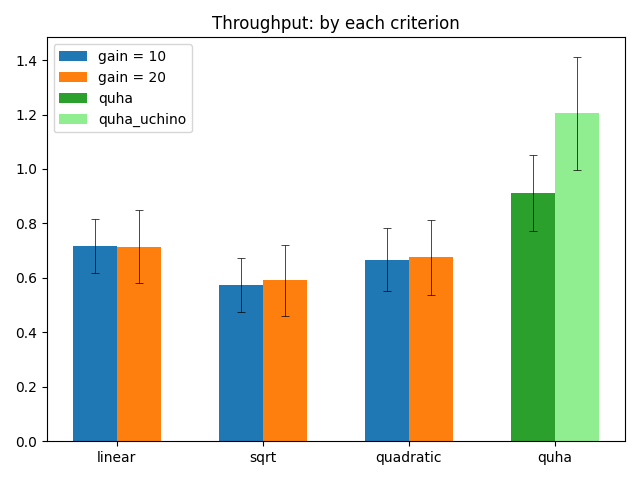 Throughput: by each criterion
gain = 10
gain = 20
quha
quha_uchino
1.4
1.2
1.0
0.8
0.6
0.4
0.2
0.0
linear sqrt quadratic quha